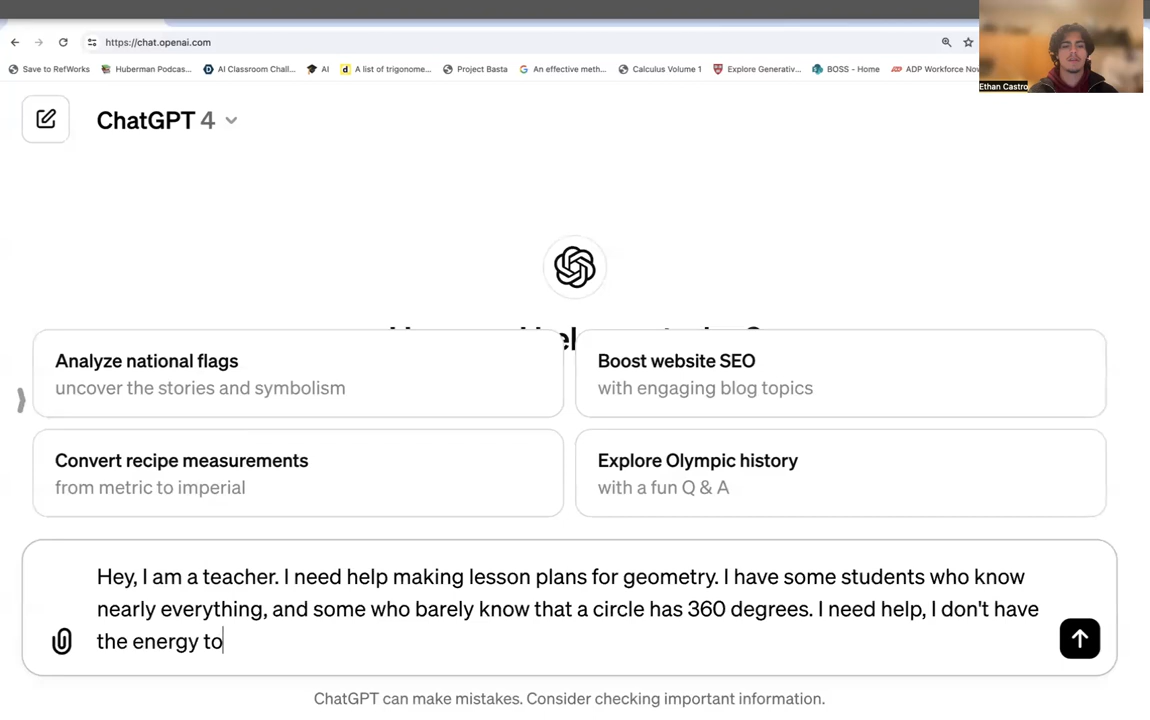 https://chat.openai.com
Save to RefWorks
Huberman Podcas...
AI Classroom Chall...
AI
A list of trigonome...
Project Basta
An effective meth...
Calculus Volume 1
Explore Generativ...
BOSS - Home
ADP Workforce Now
Ethan Castro
ChatGPT 4
Analyze national flags
uncover the stories and symbolism
Boost website SEO
with engaging blog topics
Convert recipe measurements
from metric to imperial
Explore Olympic history
with a fun Q & A
Hey, I am a teacher. I need help making lesson plans for geometry. I have some students who know
nearly everything, and some who barely know that a circle has 360 degrees. I need help, I don't have
the energy to
ChatGPT can make mistakes. Consider checking important information.